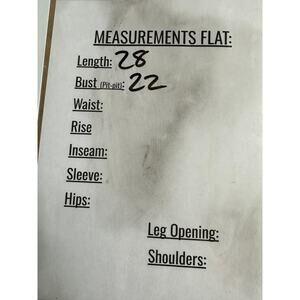 MEASUREMENTS FLAT:
Length: 28
Bust (Pit-pit): 22
Waist:
Rise
Inseam:
Sleeve:
Hips:
Leg Opening:
Shoulders: